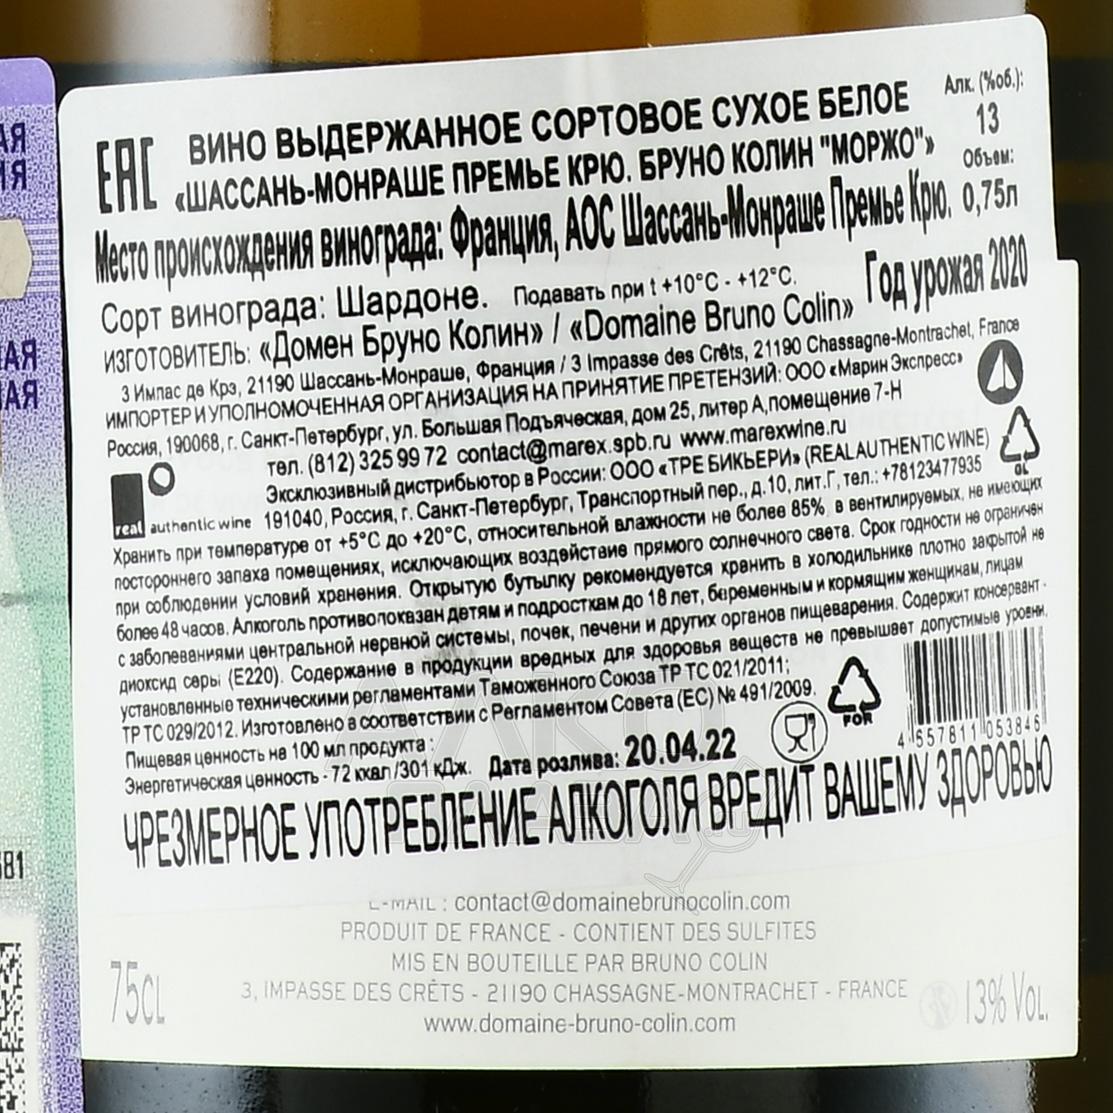 ЕАС
ВИНО ВЫДЕРЖАННОЕ СОРТОВОЕ СУХОЕ БЕЛОЕ
«ШАССАНЬ-МОНРАШЕ ПРЕМЬЕ КРЮ. БРУНО КОЛИН "МОРЖО"»
Алк. (%об.):
13
Объем:
0,75л
Место происхождения винограда: Франция, АОС Шассань-Монраше Премье Крю.
Сорт винограда: Шардоне. Подавать при t +10°C - +12°C.
Год урожая 2020
ИЗГОТОВИТЕЛЬ: «Домен Бруно Колин» / «Domaine Bruno Colin»
3 Импас де Крэ, 21190 Шассань-Монраше, Франция / 3 Impasse des Crêts, 21190 Chassagne-Montrachet, France
ИМПОРТЕР И УПОЛНОМОЧЕННАЯ ОРГАНИЗАЦИЯ НА ПРИНЯТИЕ ПРЕТЕНЗИЙ: ООО «Марин Экспресс»
Россия, 190068, г. Санкт-Петербург, ул. Большая Подъяческая, дом 25, литер А, помещение 7-Н
тел. (812) 325 99 72 contact@marex.spb.ru www.marexwine.ru
Эксклюзивный дистрибьютор в России: ООО «ТРЕ БИКЬЕРИ» (REAL AUTHENTIC WINE)
real authentic wine
191040, Россия, г. Санкт-Петербург, Транспортный пер., д.10, лит.Г, тел.: +78123477935
GL
Хранить при температуре от +5°C до +20°C, относительной влажности не более 85%, в вентилируемых, не имеющих
постороннего запаха помещениях, исключающих воздействие прямого солнечного света. Срок годности не ограничен
при соблюдении условий хранения. Открытую бутылку рекомендуется хранить в холодильнике плотно закрытой не
более 48 часов. Алкоголь противопоказан детям и подросткам до 18 лет, беременным и кормящим женщинам, лицам
с заболеваниями центральной нервной системы, почек, печени и других органов пищеварения. Содержит консервант -
диоксид серы (Е220). Содержание в продукции вредных для здоровья веществ не превышает допустимые уровни,
установленные техническими регламентами Таможенного Союза ТР ТС 021/2011;
ТР ТС 029/2012. Изготовлено в соответствии с Регламентом Совета (ЕС) № 491/2009.
Пищевая ценность на 100 мл продукта :
Энергетическая ценность - 72 ккал /301 кДж. Дата розлива: 20.04.22
FOR
4 557811 053846
ЧРЕЗМЕРНОЕ УПОТРЕБЛЕНИЕ АЛКОГОЛЯ ВРЕДИТ ВАШЕМУ ЗДОРОВЬЮ
E-MAIL : contact@domainebrunocolin.com
PRODUIT DE FRANCE - CONTIENT DES SULFITES
MIS EN BOUTEILLE PAR BRUNO COLIN
75CL
3, IMPASSE DES CRÊTS - 21190 CHASSAGNE-MONTRACHET - FRANCE
13% VOL.
www.domaine-bruno-colin.com